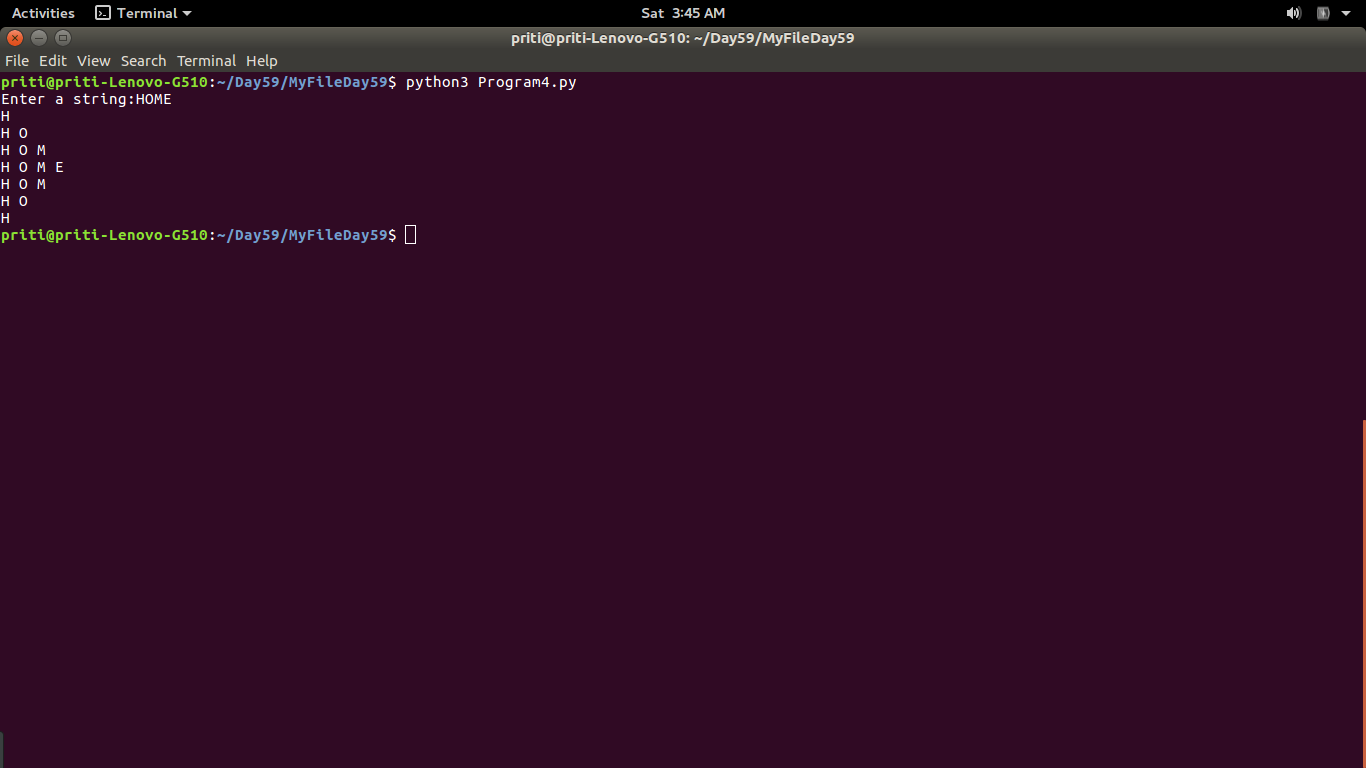 Activities Terminal Sat 3:45 AM
priti@priti-Lenovo-G510: ~/Day59/MyFileDay59
File Edit View Search Terminal Help
priti@priti-Lenovo-G510:~/Day59/MyFileDay59$ python3 Program4.py
Enter a string:HOME
H
H O
H O M
H O M E
H O M
H O
H
priti@priti-Lenovo-G510:~/Day59/MyFileDay59$